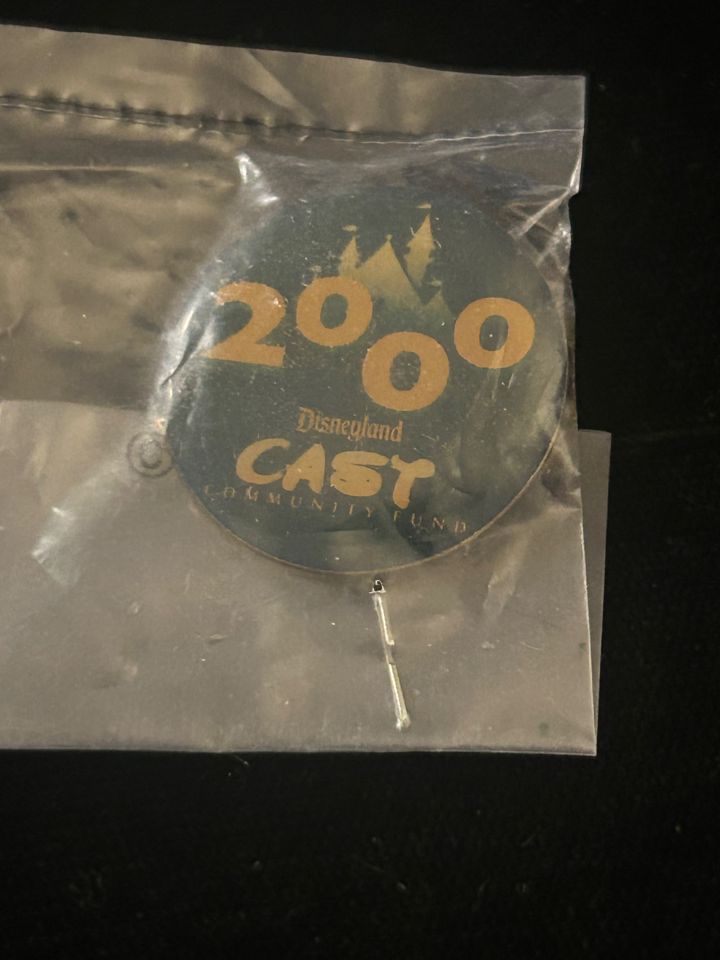 2000
Disneyland
CAST
COMMUNITY FUND
©